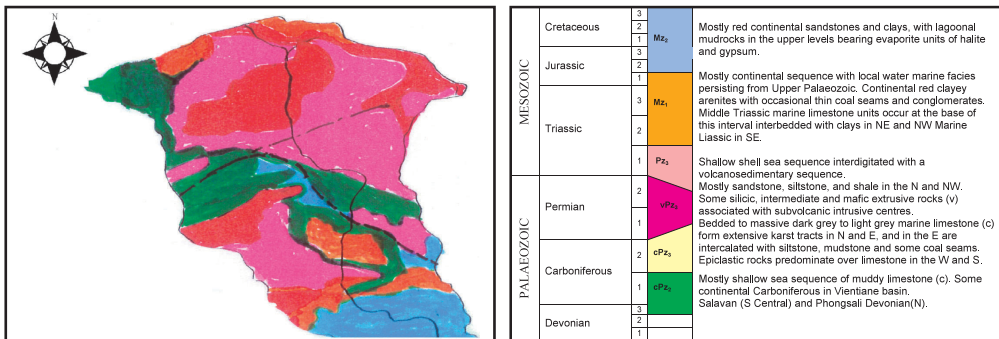 N
MESOZOIC
PALAEOZOIC
Cretaceous
Jurassic
Triassic
Permian
Carboniferous
Devonian
3
2
1
3
2
1
3
2
1
2
1
2
1
3
2
1
Mz2
Mz1
Pz3
vPz3
cPz3
cPz2
Mostly red continental sandstones and clays, with lagoonal
mudrocks in the upper levels bearing evaporite units of halite
and gypsum.
Mostly continental sequence with local water marine facies
persisting from Upper Palaeozoic. Continental red clayey
arenites with occasional thin coal seams and conglomerates.
Middle Triassic marine limestone units occur at the base of
this interval interbedded with clays in NE and NW Marine
Liassic in SE.
Shallow shell sea sequence interdigitated with a
volcanosedimentary sequence.
Mostly sandstone, siltstone, and shale in the N and NW.
Some silicic, intermediate and mafic extrusive rocks (v)
associated with subvolcanic intrusive centres.
Bedded to massive dark grey to light grey marine limestone (c)
form extensive karst tracts in N and E, and in the E are
intercalated with siltstone, mudstone and some coal seams.
Epiclastic rocks predominate over limestone in the W and S.
Mostly shallow sea sequence of muddy limestone (c). Some
continental Carboniferous in Vientiane basin.
Salavan (S Central) and Phongsali Devonian(N).